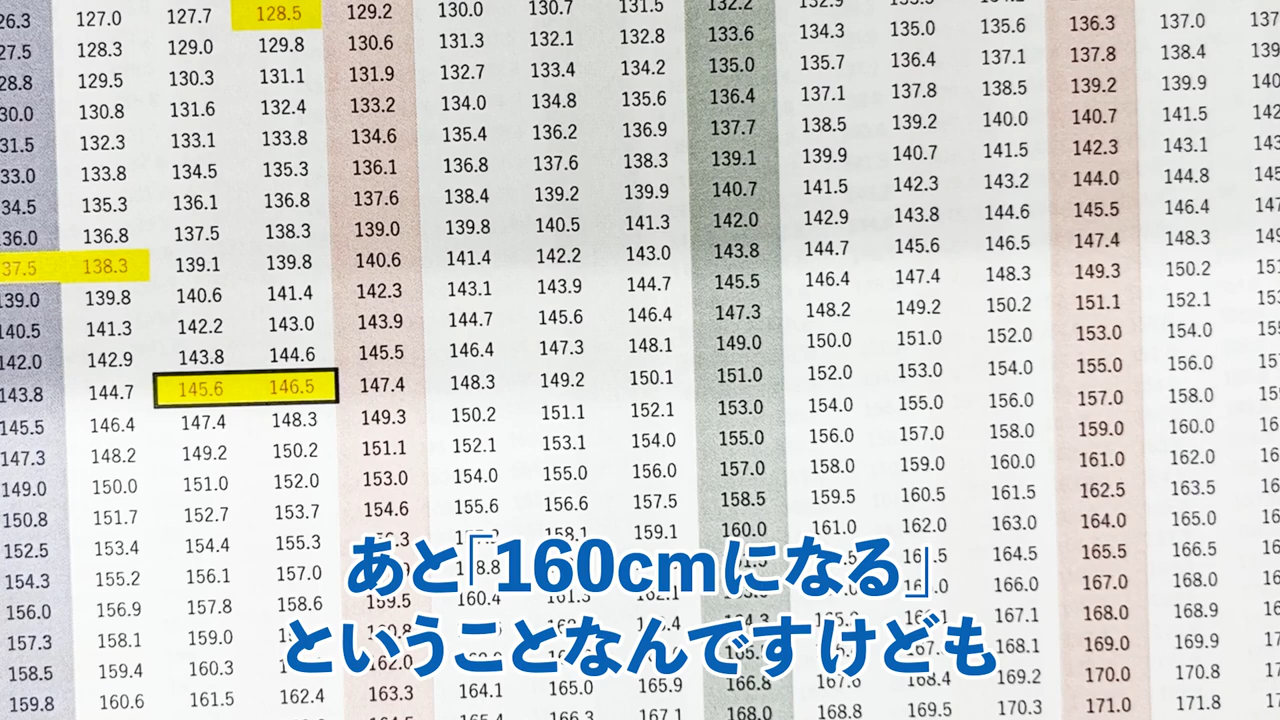 26.3 127.0 127.7 128.5 129.2 130.0 130.7 131.5 132.2 136.3 137.0
27.5 128.3 129.0 129.8 130.6 131.3 132.1 132.8 133.6 134.3 135.0 135.6 137.8 138.4
28.8 129.5 130.3 131.1 131.9 132.7 133.4 134.2 135.0 135.7 136.4 137.1 139.2 139.9
30.0 130.8 131.6 132.4 133.2 134.0 134.8 135.6 136.4 137.1 137.8 138.5 140.7 141.5
31.5 132.3 133.1 133.8 134.6 135.4 136.2 136.9 137.7 138.5 139.2 140.0 142.3 143.1
33.0 133.8 134.5 135.3 136.1 136.8 137.6 138.3 139.1 139.9 140.7 141.5 144.0 144.8
34.5 135.3 136.1 136.8 137.6 138.4 139.2 139.9 140.7 141.5 142.3 143.2 145.5 146.4
136.0 136.8 137.5 138.3 139.0 139.8 140.5 141.3 142.0 142.9 143.8 144.6 147.4 148.3
37.5 138.3 139.1 139.8 140.6 141.4 142.2 143.0 143.8 144.7 145.6 146.5 149.3 150.2
139.0 139.8 140.6 141.4 142.3 143.1 143.9 144.7 145.5 146.4 147.4 148.3 151.1 152.1
140.5 141.3 142.2 143.0 143.9 144.7 145.6 146.4 147.3 148.2 149.2 150.2 153.0 154.0
142.0 142.9 143.8 144.6 145.5 146.4 147.3 148.1 149.0 150.0 151.0 152.0 155.0 156.0
143.8 144.7 145.6 146.5 147.4 148.3 149.2 150.1 151.0 152.0 153.0 154.0 157.0 158.0
145.5 146.4 147.4 148.3 149.3 150.2 151.1 152.1 153.0 154.0 155.0 156.0 159.0 160.0
147.3 148.2 149.2 150.2 151.1 152.1 153.1 154.0 155.0 156.0 157.0 158.0 161.0 162.0
149.0 150.0 151.0 152.0 153.0 154.0 155.0 156.0 157.0 158.0 159.0 160.0 162.5 163.5
150.8 151.7 152.7 153.7 154.6 155.6 156.6 157.5 158.5 159.5 160.5 161.5 164.0 165.0
152.5 153.4 154.4 155.3 158.1 159.1 160.0 161.0 162.0 163.0 165.5 166.5
154.3 155.2 156.1 157.0 164.5 167.0 168.0
156.0 156.9 157.8 158.6 159.5 160.4 166.0 168.0 168.9
157.3 158.1 159.0 167.1 169.0 169.9
158.5 159.4 160.3 162.0 168.1 170.0 170.8
159.8 160.6 161.5 162.4 163.3 164.1 165.0 165.9 166.8 167.6 168.4 169.2 171.0 171.8
166.3 167.1 168.0 168.8 169.5 170.3
あと「160cmになる」
ということなんですけども